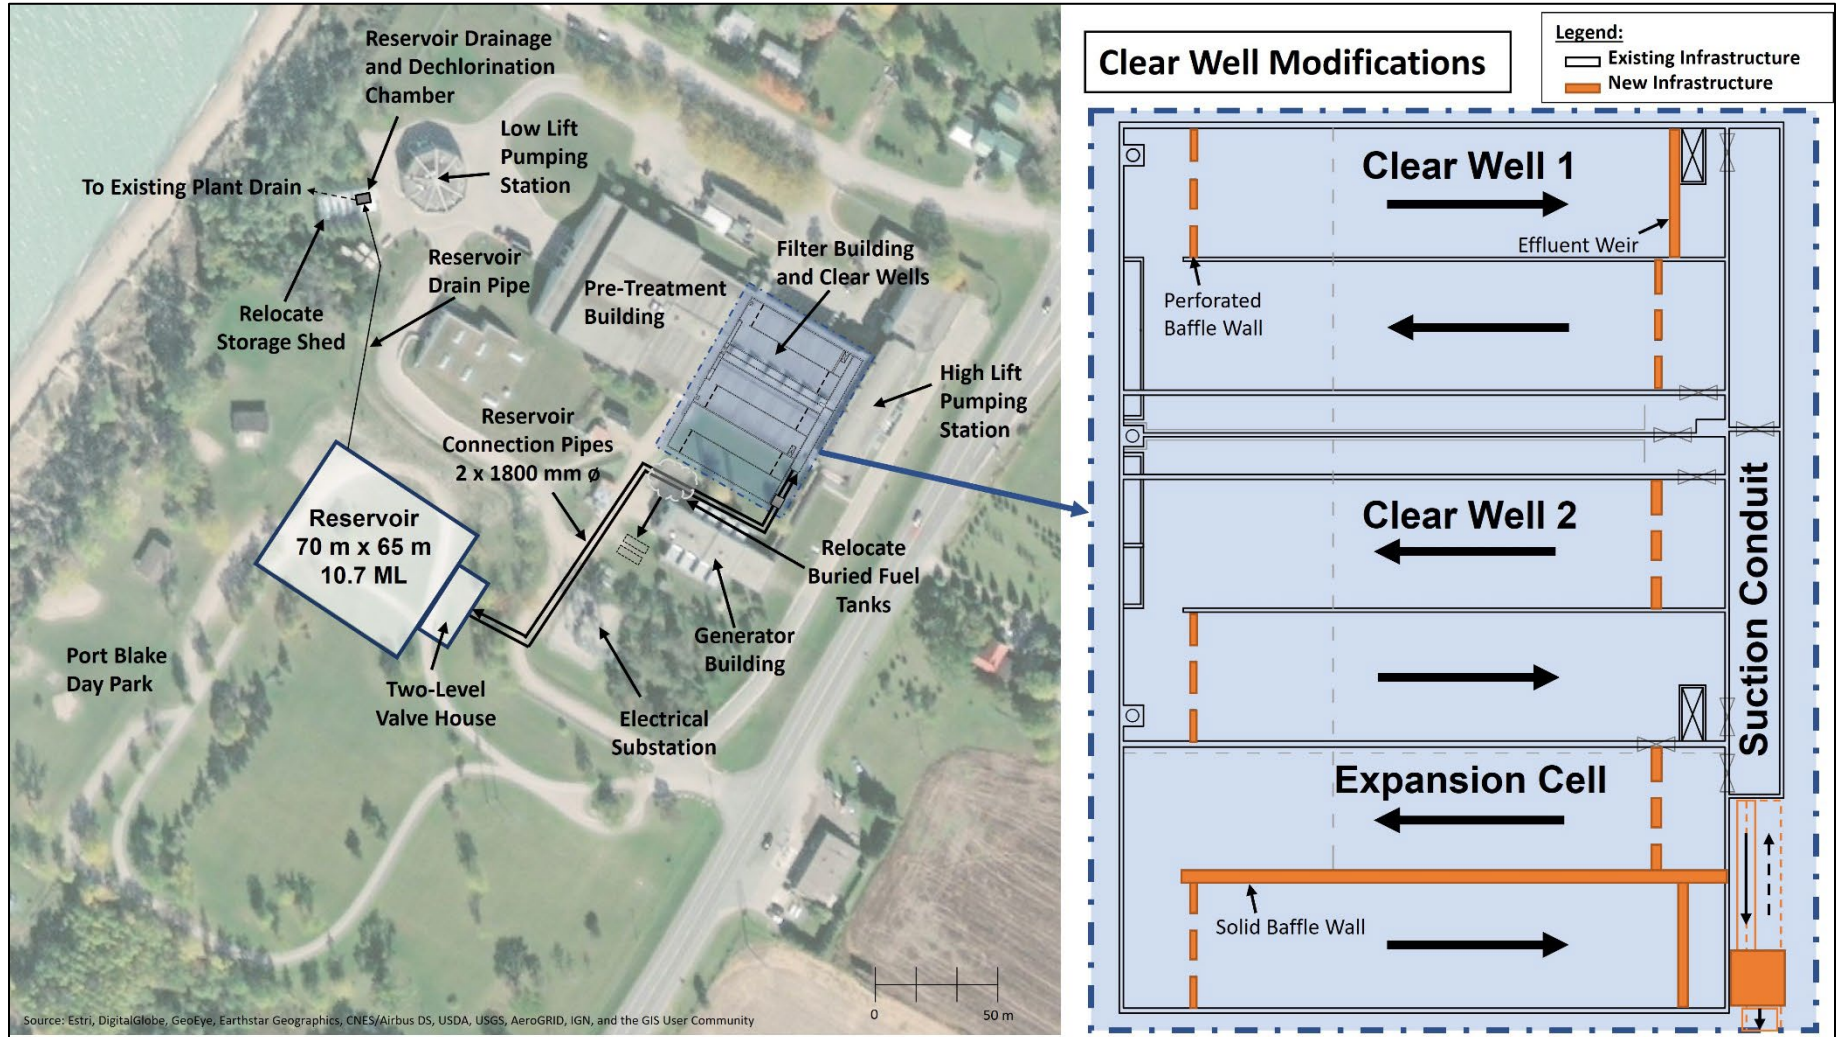 Reservoir Drainage
and Dechlorination
Chamber
Low Lift
Pumping
Station
To Existing Plant Drain
Reservoir
Drain Pipe
Relocate
Storage Shed
Pre-Treatment
Building
Filter Building
and Clear Wells
High Lift
Pumping
Station
Reservoir
Connection Pipes
2 x 1800 mm ø
Reservoir
70 m x 65 m
10.7 ML
Relocate
Buried Fuel
Tanks
Generator
Building
Port Blake
Day Park
Two-Level
Valve House
Electrical
Substation
0 50 m
Source: Estri, DigitalGlobe, GeoEye, Earthstar Geographics, CNES/Airbus DS, USDA, USGS, AeroGRID, IGN, and the GIS User Community
Clear Well Modifications
Legend:
Existing Infrastructure
New Infrastructure
Clear Well 1
Effluent Weir
Perforated
Baffle Wall
Clear Well 2
Suction Conduit
Expansion Cell
Solid Baffle Wall